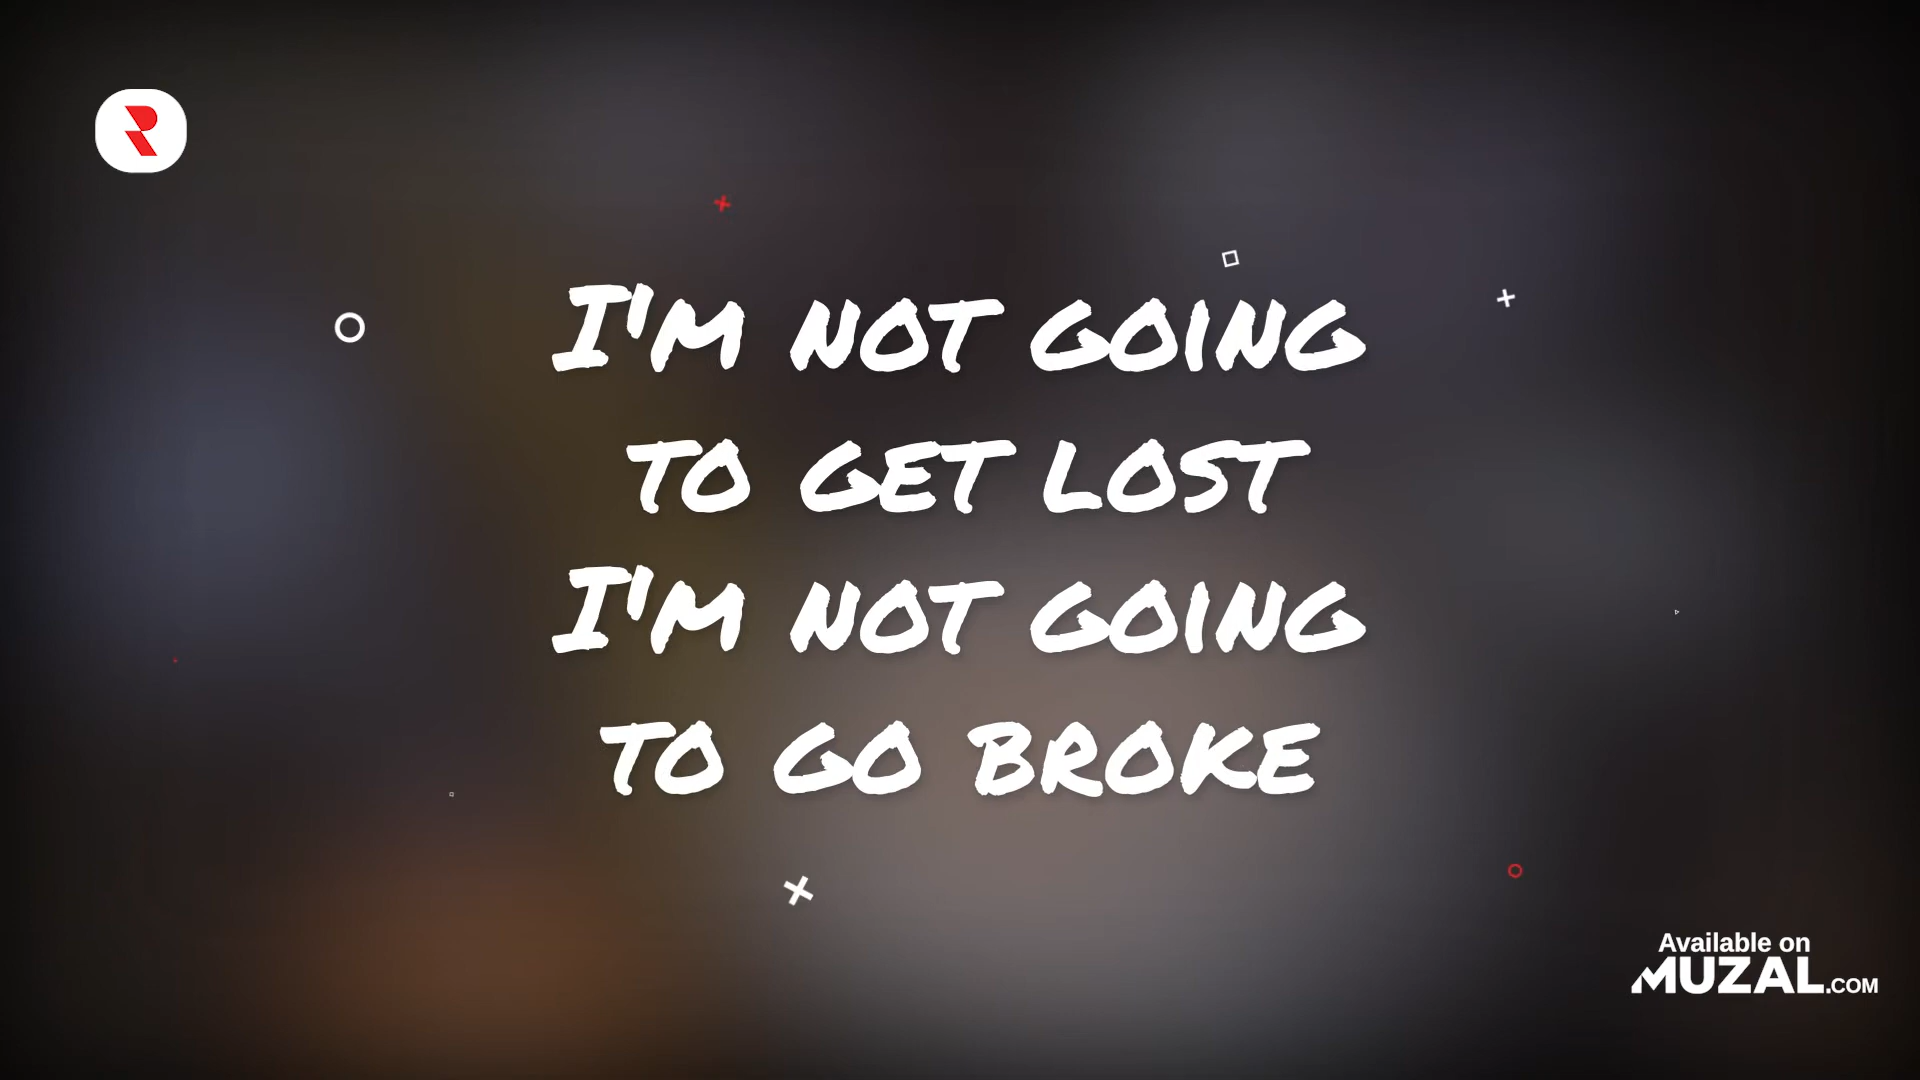 R
I'M NOT GOING
TO GET LOST
I'M NOT GOING
TO GO BROKE
Available on
MUZAL.COM